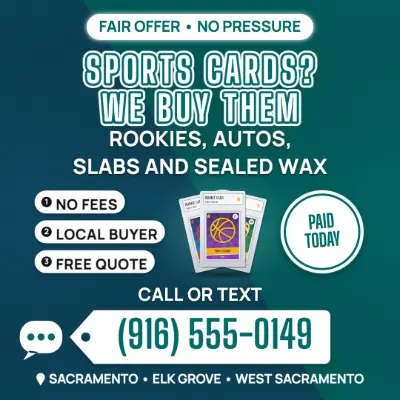 FAIR OFFER • NO PRESSURE
SPORTS CARDS?
WE BUY THEM
ROOKIES, AUTOS,
SLABS AND SEALED WAX
1 NO FEES
2 LOCAL BUYER
3 FREE QUOTE
PAID
TODAY
CALL OR TEXT
(916) 555-0149
SACRAMENTO • ELK GROVE • WEST SACRAMENTO